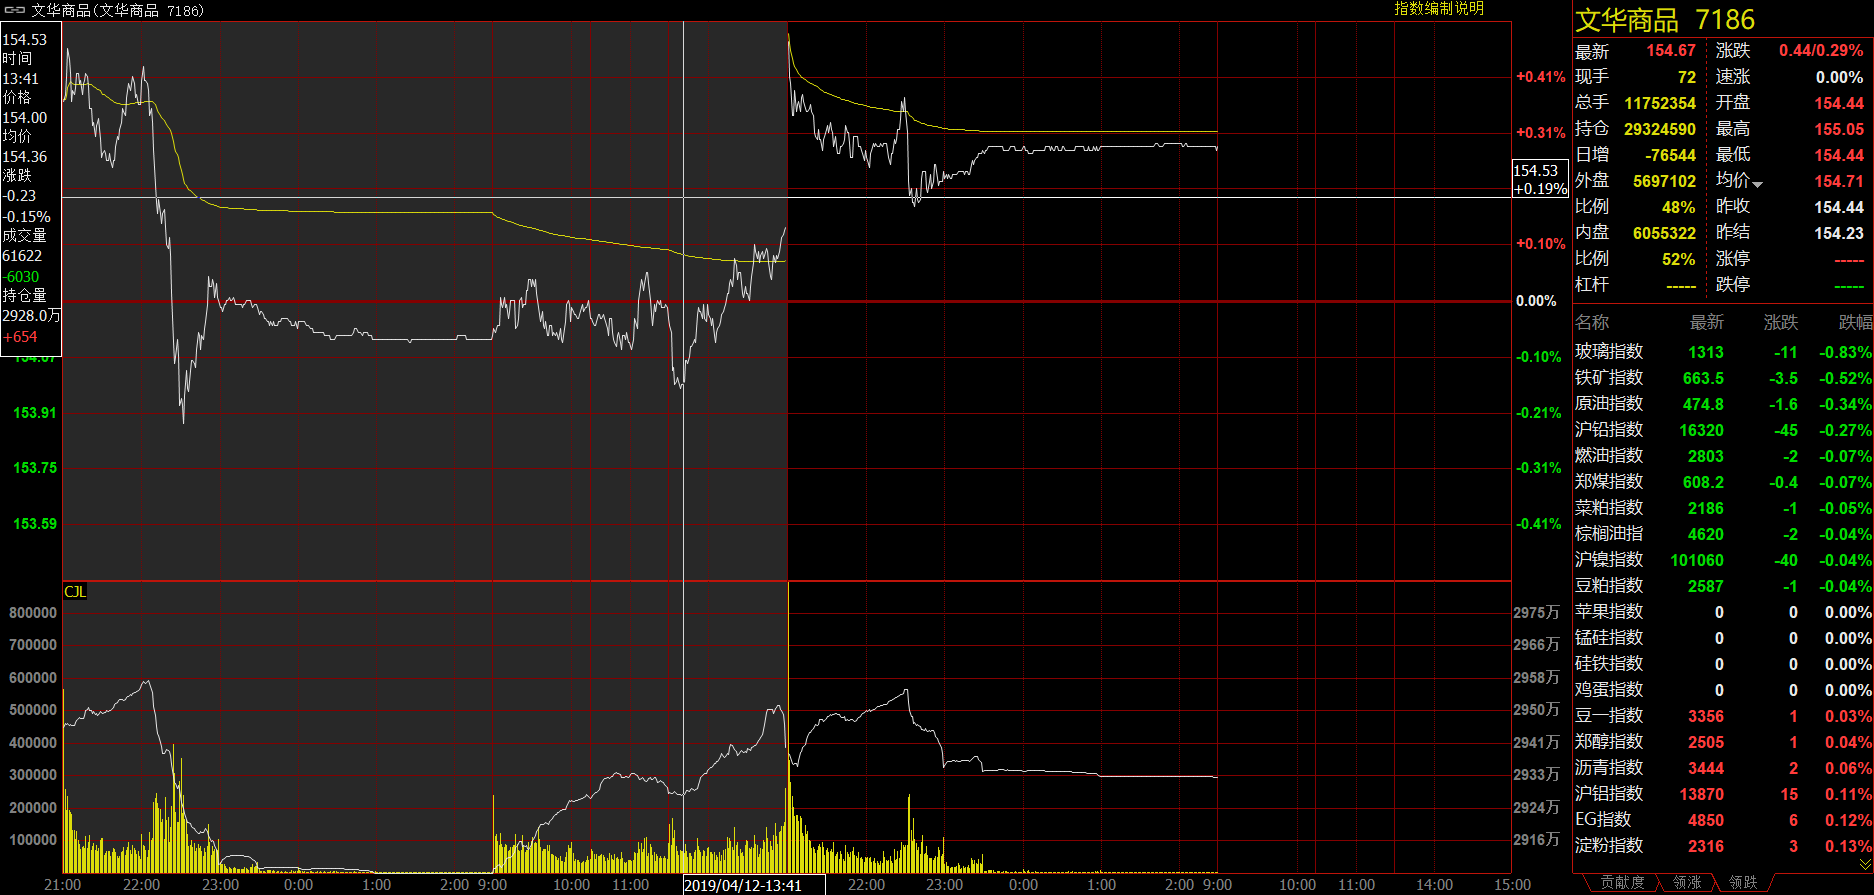 文华商品(文华商品 7186)
指数编制说明
154.53
时间
13:41
价格
154.00
均价
154.36
涨跌
-0.23
-0.15%
成交量
61622
-6030
持仓量
2928.0万
+654
153.91
153.75
153.59
+0.41%
+0.31%
154.53
+0.19%
+0.10%
0.00%
-0.10%
-0.21%
-0.31%
-0.41%
CJL
800000
700000
600000
500000
400000
300000
200000
100000
2975万
2966万
2958万
2950万
2941万
2933万
2924万
2916万
21:00 22:00 23:00 0:00 1:00 2:00 9:00 10:00 11:00 2019/04/12-13:41 22:00 23:00 0:00 1:00 2:00 9:00 10:00 11:00 14:00 15:00
文华商品 7186
最新 154.67 涨跌 0.44/0.29%
现手 72 速涨 0.00%
总手 11752354 开盘 154.44
持仓 29324590 最高 155.05
日增 -76544 最低 154.44
外盘 5697102 均价 154.71
比例 48% 昨收 154.44
内盘 6055322 昨结 154.23
比例 52% 涨停 -----
杠杆 ----- 跌停 -----
名称 最新 涨跌 跌幅
玻璃指数 1313 -11 -0.83%
铁矿指数 663.5 -3.5 -0.52%
原油指数 474.8 -1.6 -0.34%
沪铅指数 16320 -45 -0.27%
燃油指数 2803 -2 -0.07%
郑煤指数 608.2 -0.4 -0.07%
菜粕指数 2186 -1 -0.05%
棕榈油指 4620 -2 -0.04%
沪镍指数 101060 -40 -0.04%
豆粕指数 2587 -1 -0.04%
苹果指数 0 0 0.00%
锰硅指数 0 0 0.00%
硅铁指数 0 0 0.00%
鸡蛋指数 0 0 0.00%
豆一指数 3356 1 0.03%
郑醇指数 2505 1 0.04%
沥青指数 3444 2 0.06%
沪铝指数 13870 15 0.11%
EG指数 4850 6 0.12%
淀粉指数 2316 3 0.13%
贡献度 领涨 领跌